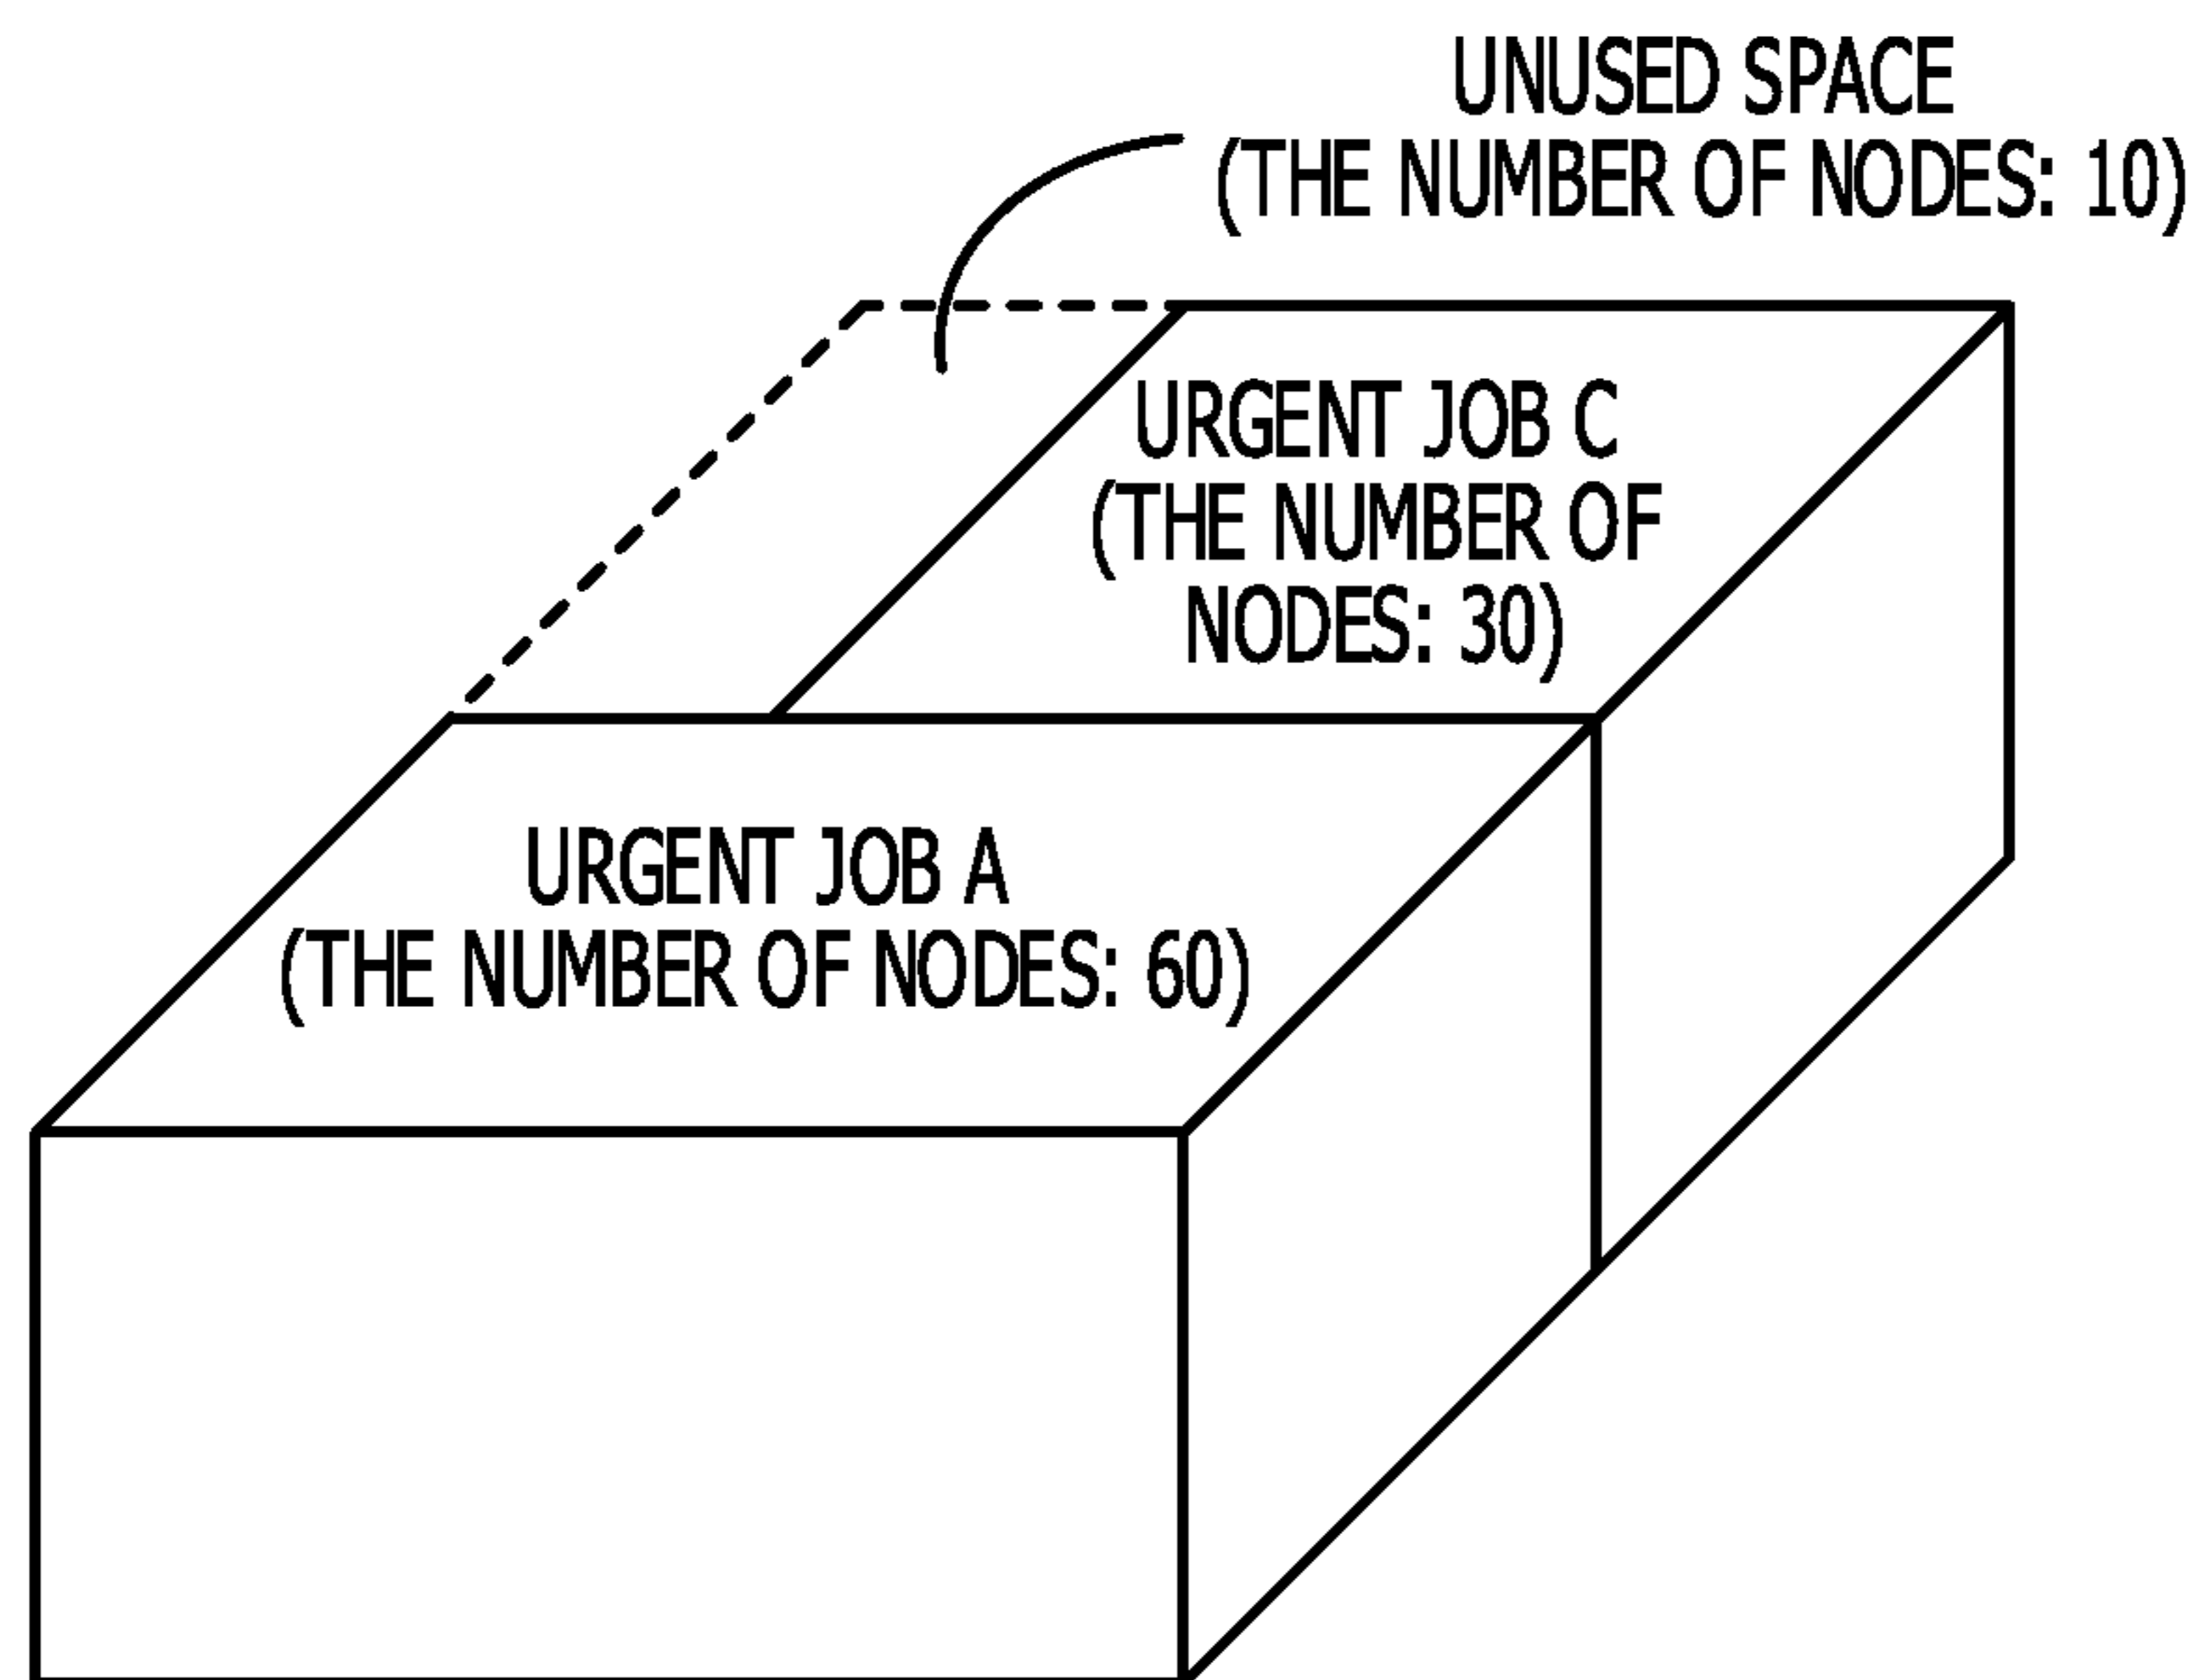 UNUSED SPACE
(THE NUMBER OF NODES: 10)
URGENT JOB C
(THE NUMBER OF
NODES: 30)
URGENT JOB A
(THE NUMBER OF NODES: 60)